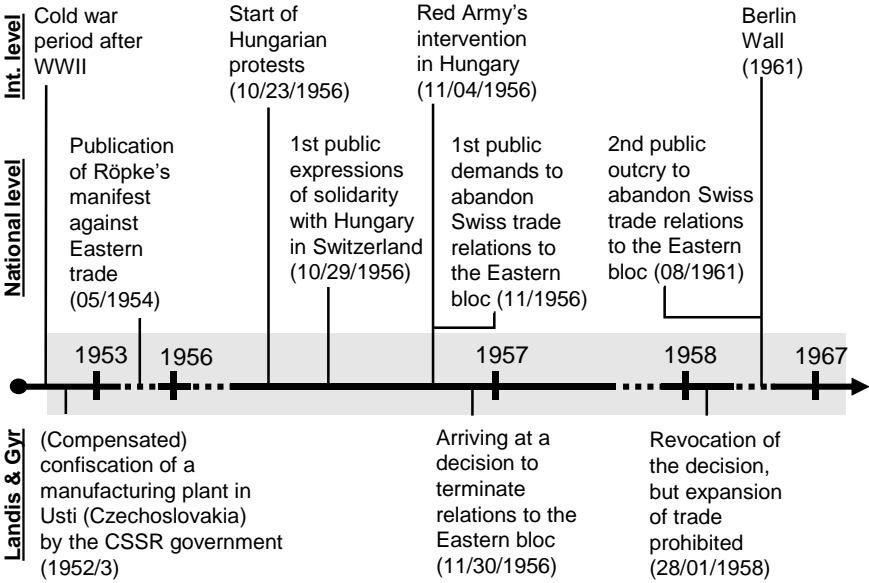 Int. level
Cold war
period after
WWII
Start of
Hungarian
protests
(10/23/1956)
Red Army's
intervention
in Hungary
(11/04/1956)
Berlin
Wall
(1961)
National level
Publication
of Röpke's
manifest
against
Eastern
trade
(05/1954)
1st public
expressions
of solidarity
with Hungary
in Switzerland
(10/29/1956)
1st public
demands to
abandon
Swiss trade
relations to
the Eastern
bloc (11/1956)
2nd public
outcry to
abandon Swiss
trade relations
to the Eastern
bloc (08/1961)
1953
1956
1957
1958
1967
Landis & Gyr
(Compensated)
confiscation of a
manufacturing plant in
Usti (Czechoslovakia)
by the CSSR government
(1952/3)
Arriving at a
decision to
terminate
relations to the
Eastern bloc
(11/30/1956)
Revocation of
the decision,
but expansion
of trade
prohibited
(28/01/1958)